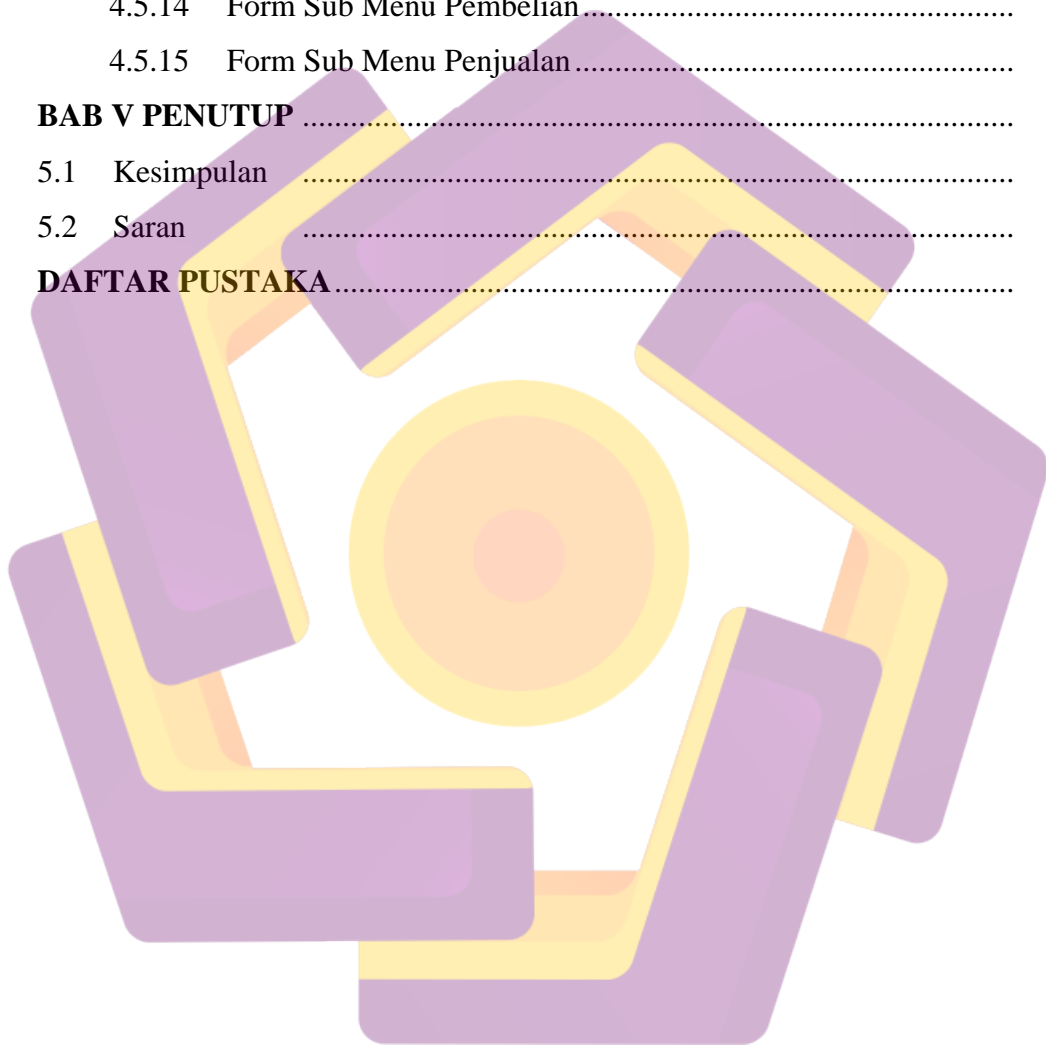 4.5.14 Form Sub Menu Pembelian........................................................
4.5.15 Form Sub Menu Penjualan.........................................................
BAB V PENUTUP ...........................................................................................
5.1 Kesimpulan ...........................................................................................
5.2 Saran ...........................................................................................
DAFTAR PUSTAKA.......................................................................................